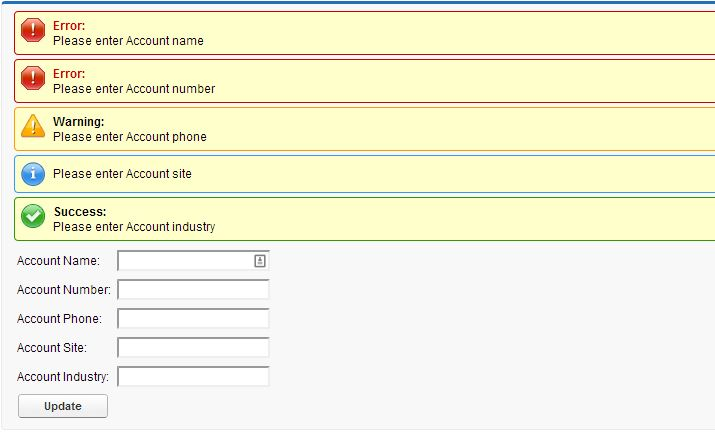 Error:
Please enter Account name
Error:
Please enter Account number
Warning:
Please enter Account phone
Please enter Account site
Success:
Please enter Account industry
Account Name:
Account Number:
Account Phone:
Account Site:
Account Industry:
Update